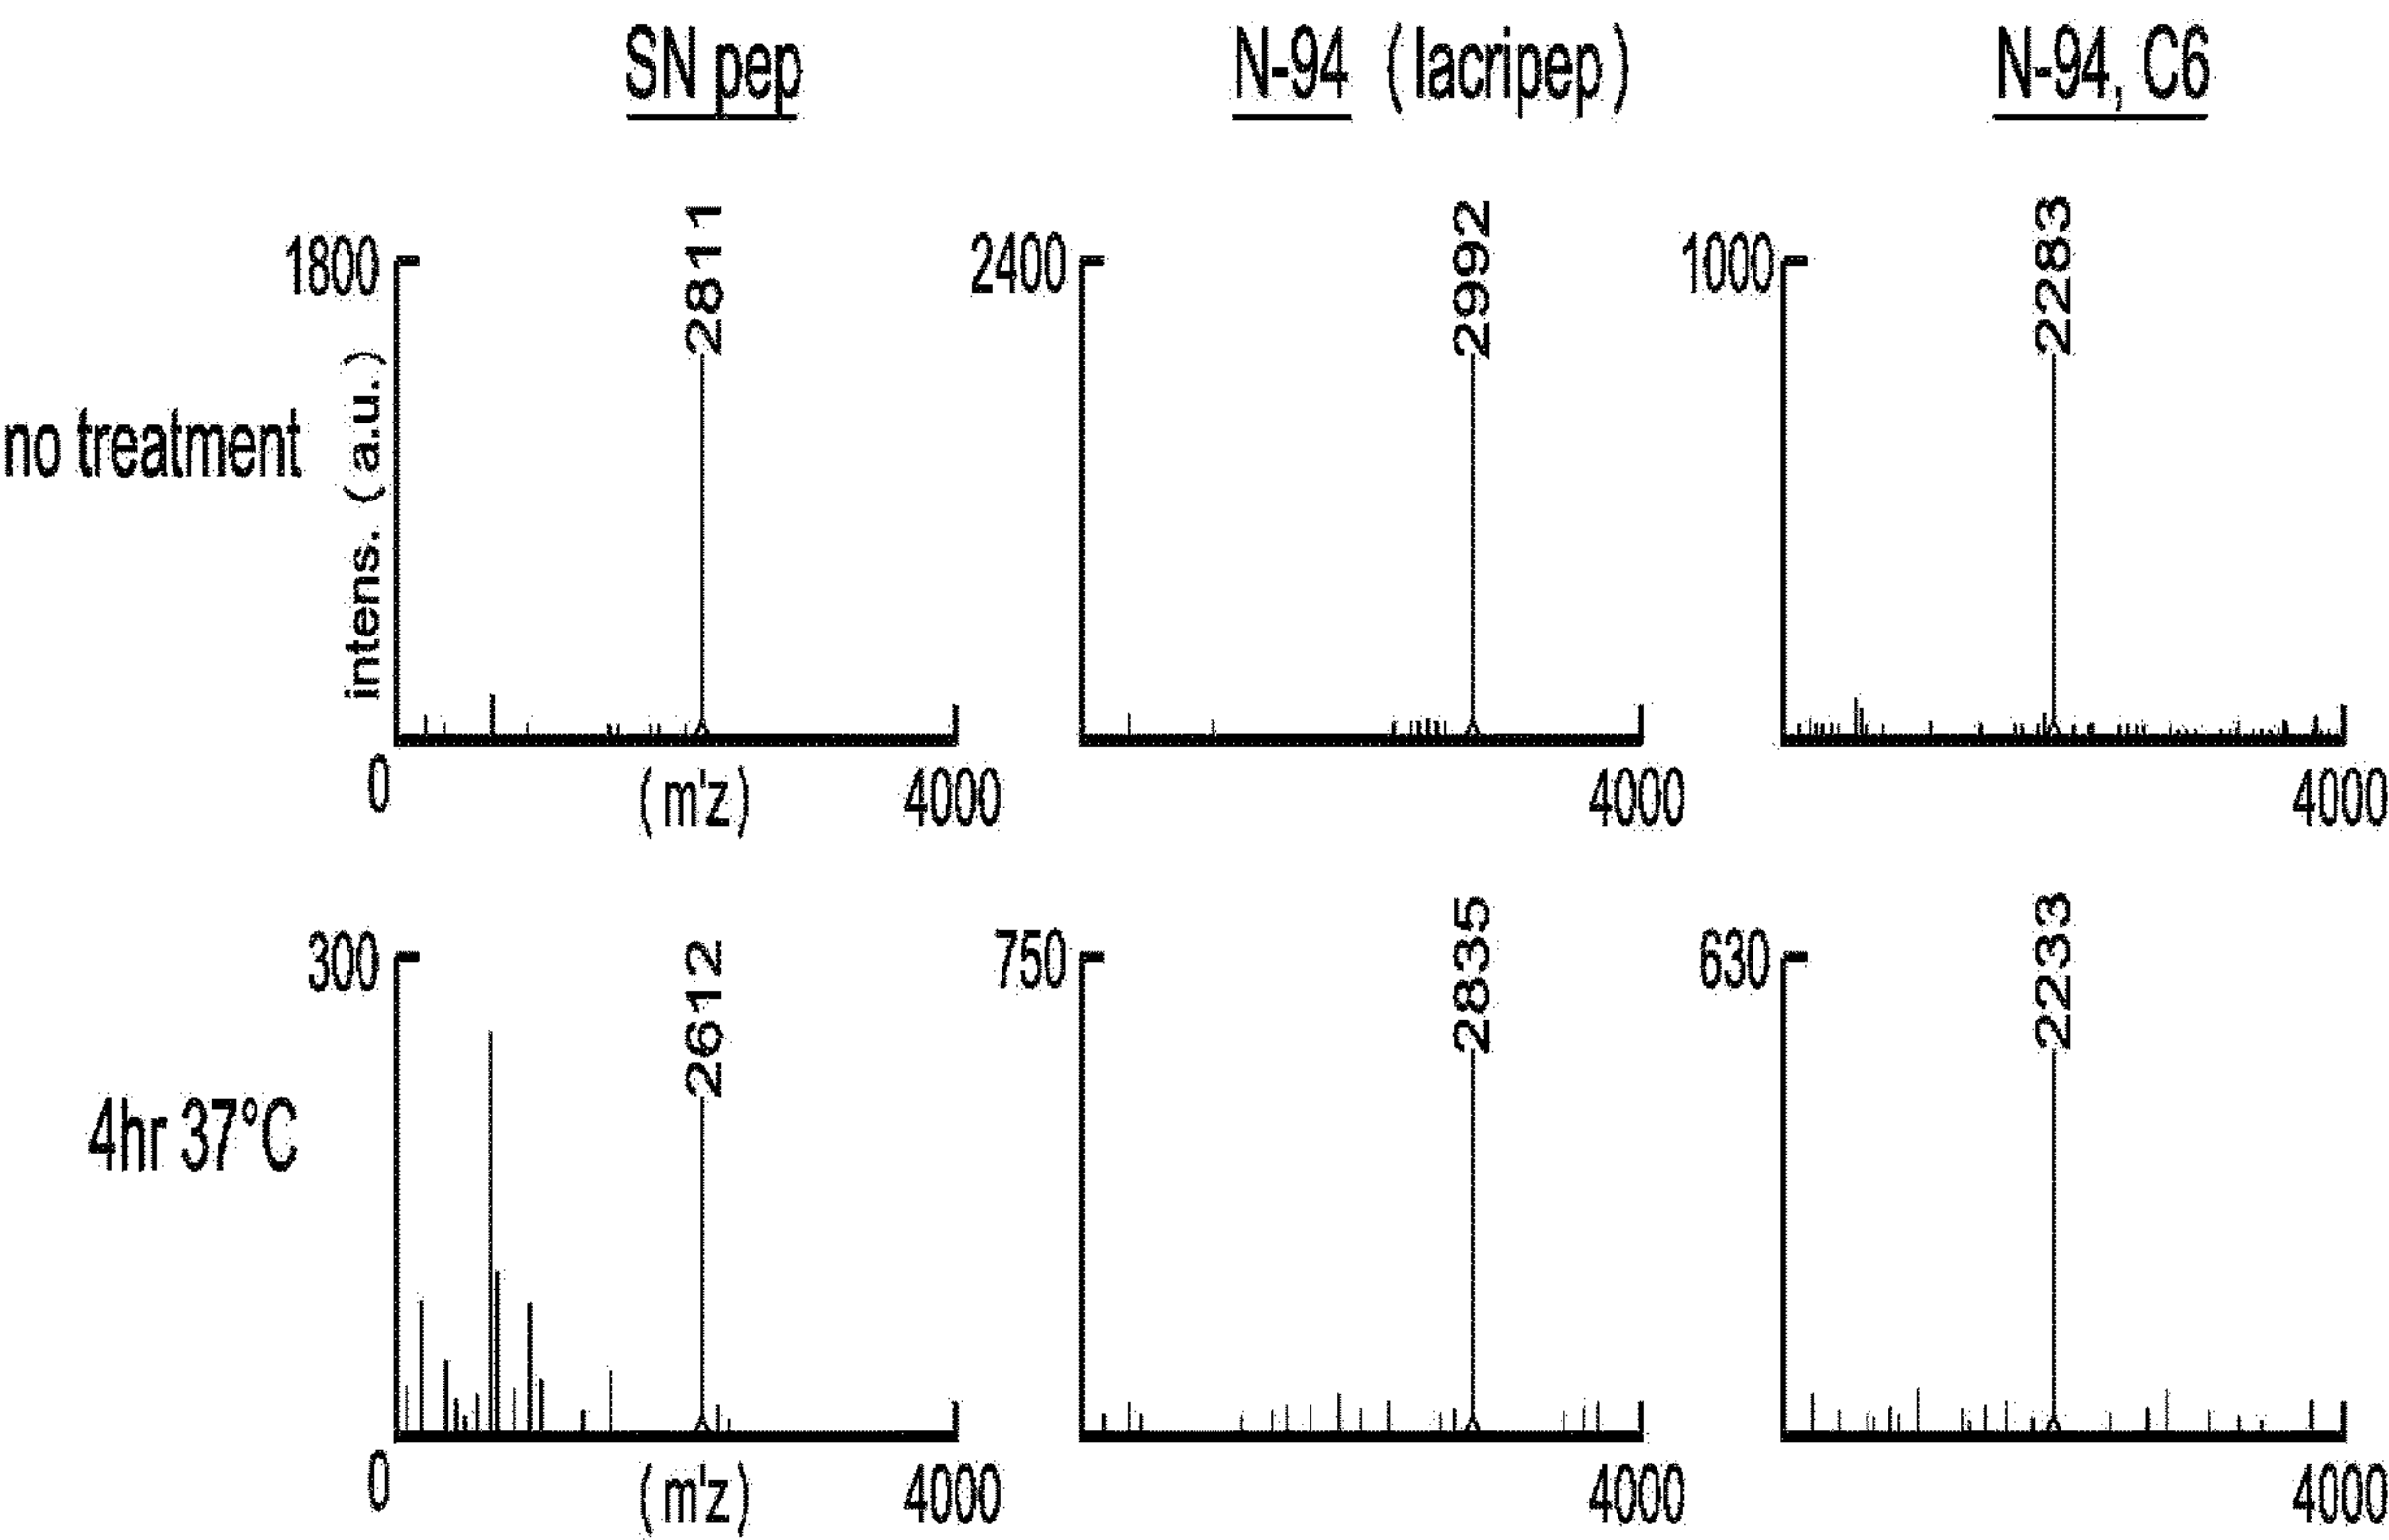 SN pep
N-94 (lacripep)
N-94, C6
no treatment
intens. (a.u.)
1800
2811
0
(m'z)
4000
2400
2992
4000
1000
2283
4000
4hr 37°C
300
2612
0
(m'z)
4000
750
2835
4000
630
2233
4000